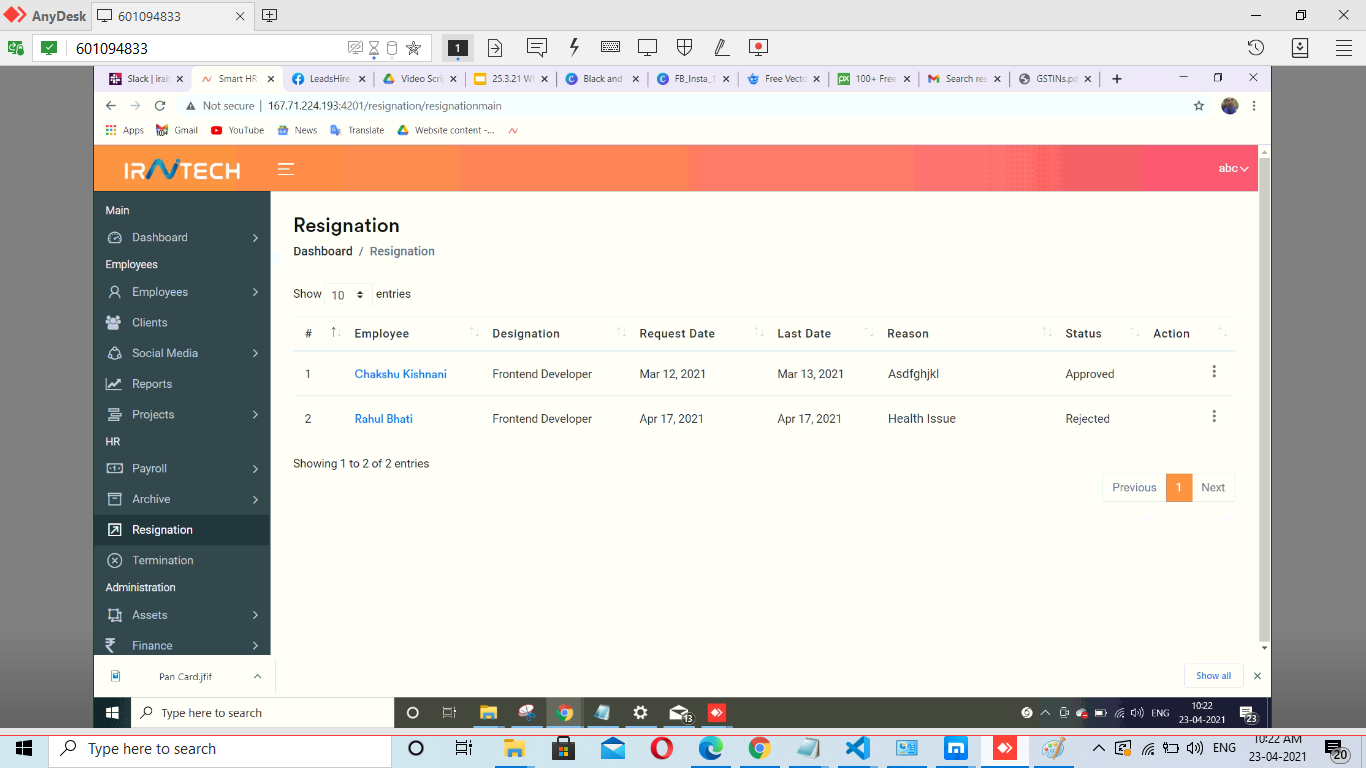 AnyDesk 601094833
601094833 1
Slack | irai Smart HR LeadsHire Video Scri 25.3.21 W Black and FB_Insta_1 Free Vecto 100+ Free Search res GSTINs.pd
Not secure | 167.71.224.193:4201/resignation/resignationmain
Apps Gmail YouTube News Translate Website content -...
IRAITECH abc
Main
Dashboard
Employees
Employees
Clients
Social Media
Reports
Projects
HR
Payroll
Archive
Resignation
Termination
Administration
Assets
Finance
Resignation
Dashboard / Resignation
Show 10 entries
# Employee Designation Request Date Last Date Reason Status Action
1 Chakshu Kishnani Frontend Developer Mar 12, 2021 Mar 13, 2021 Asdfghjkl Approved
2 Rahul Bhati Frontend Developer Apr 17, 2021 Apr 17, 2021 Health Issue Rejected
Showing 1 to 2 of 2 entries
Previous 1 Next
Pan Card.jfif Show all
Type here to search 13 ENG 10:22 23-04-2021 23
Type here to search ENG 10:22 AM 23-04-2021 20